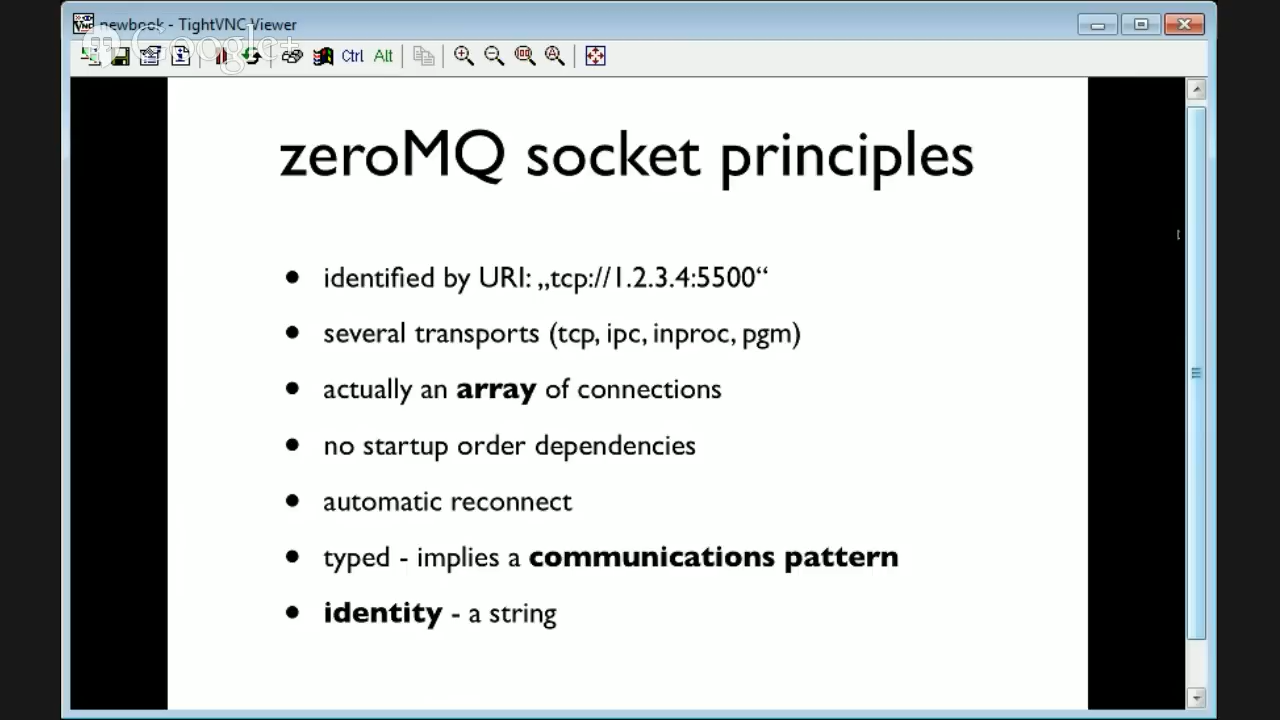 newbook - TightVNC Viewer
Google+
Ctrl Alt
zeroMQ socket principles
• identified by URI: „tcp://1.2.3.4:5500“
• several transports (tcp, ipc, inproc, pgm)
• actually an array of connections
• no startup order dependencies
• automatic reconnect
• typed - implies a communications pattern
• identity - a string